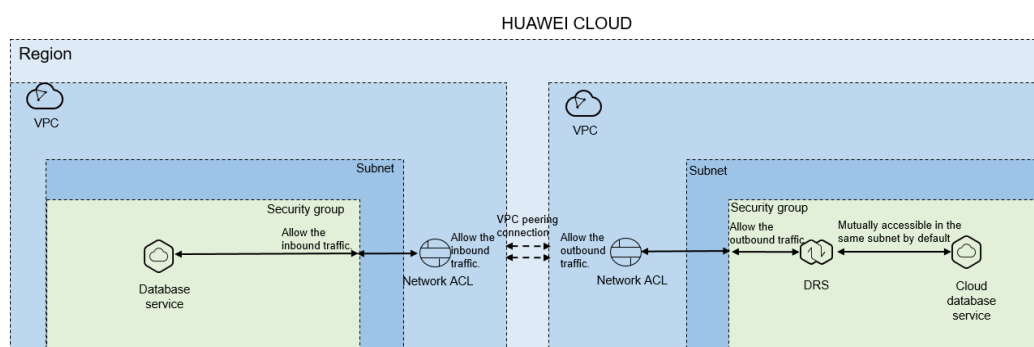 HUAWEI CLOUD
Region
VPC
Subnet
Security group
Allow the
inbound traffic.
Database
service
Allow the
inbound
traffic.
Network ACL
VPC peering
connection
VPC
Allow the
outbound
traffic.
Network ACL
Subnet
Security group
Allow the
outbound traffic.
DRS
Mutually accessible in the
same subnet by default
Cloud
database
service